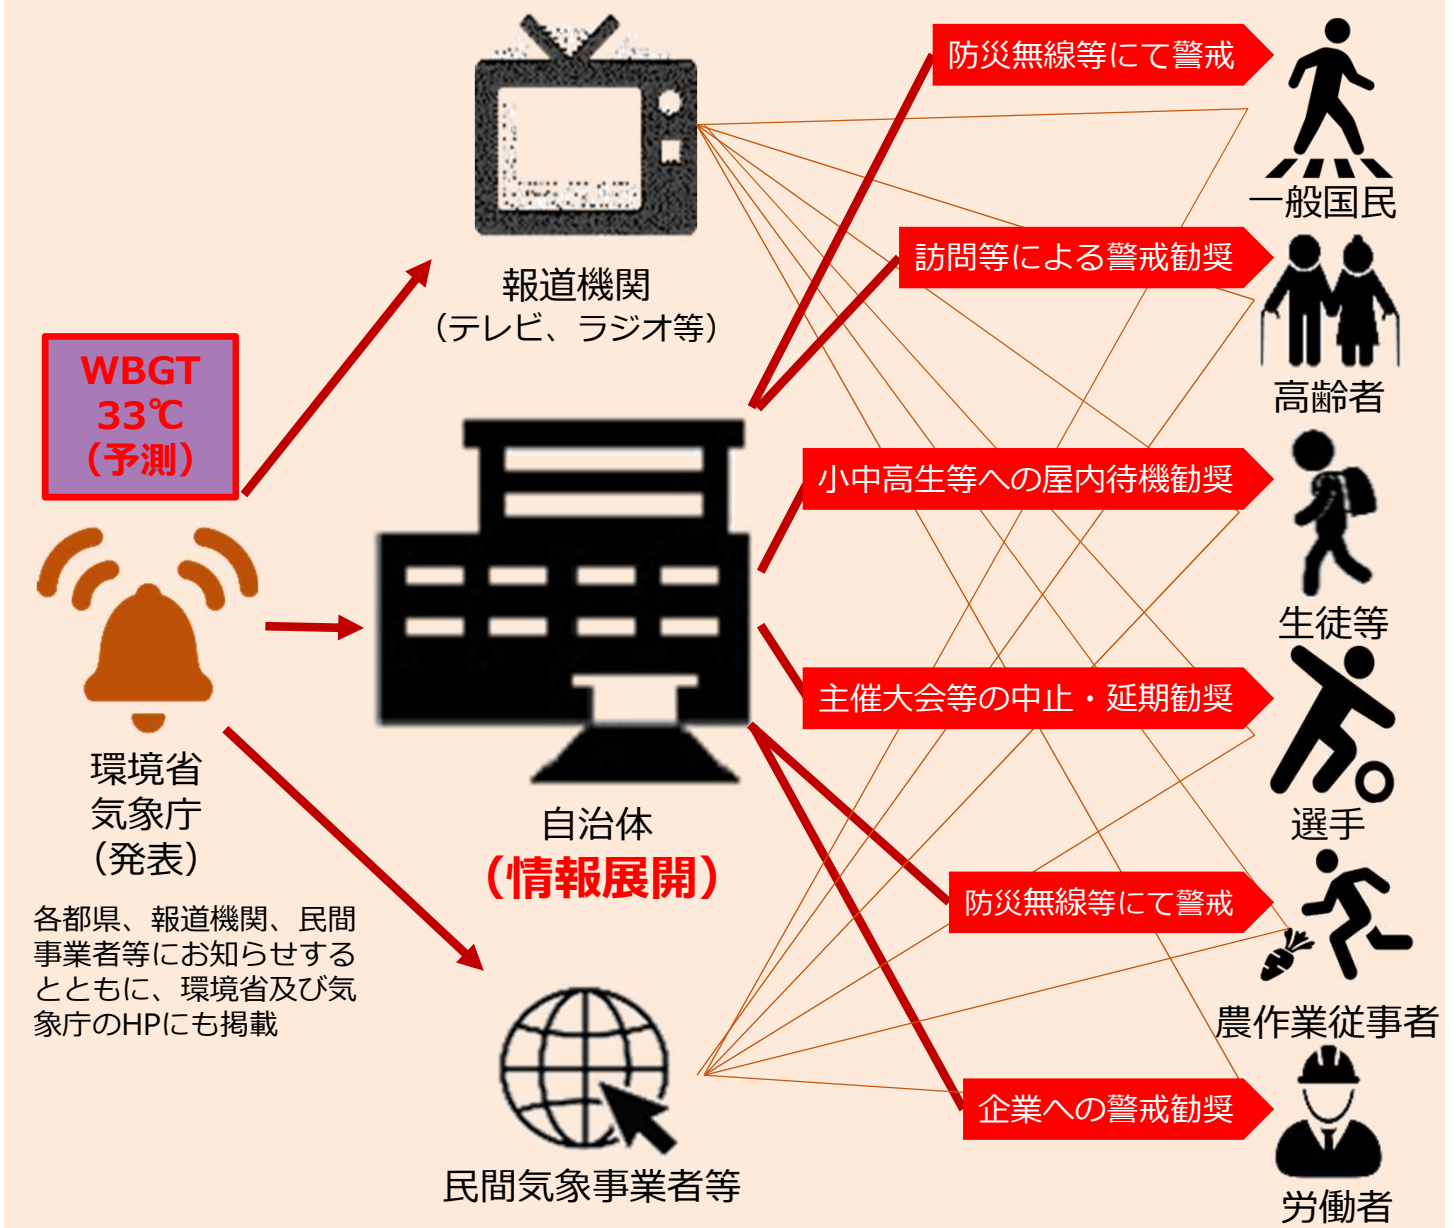 WBGT
33℃
（予測）
環境省
気象庁
（発表）
各都県、報道機関、民間
事業者等にお知らせする
とともに、環境省及び気
象庁のHPにも掲載
報道機関
（テレビ、ラジオ等）
自治体
（情報展開）
民間気象事業者等
防災無線等にて警戒
一般国民
訪問等による警戒勧奨
高齢者
小中高生等への屋内待機勧奨
生徒等
主催大会等の中止・延期勧奨
選手
防災無線等にて警戒
農作業従事者
企業への警戒勧奨
労働者